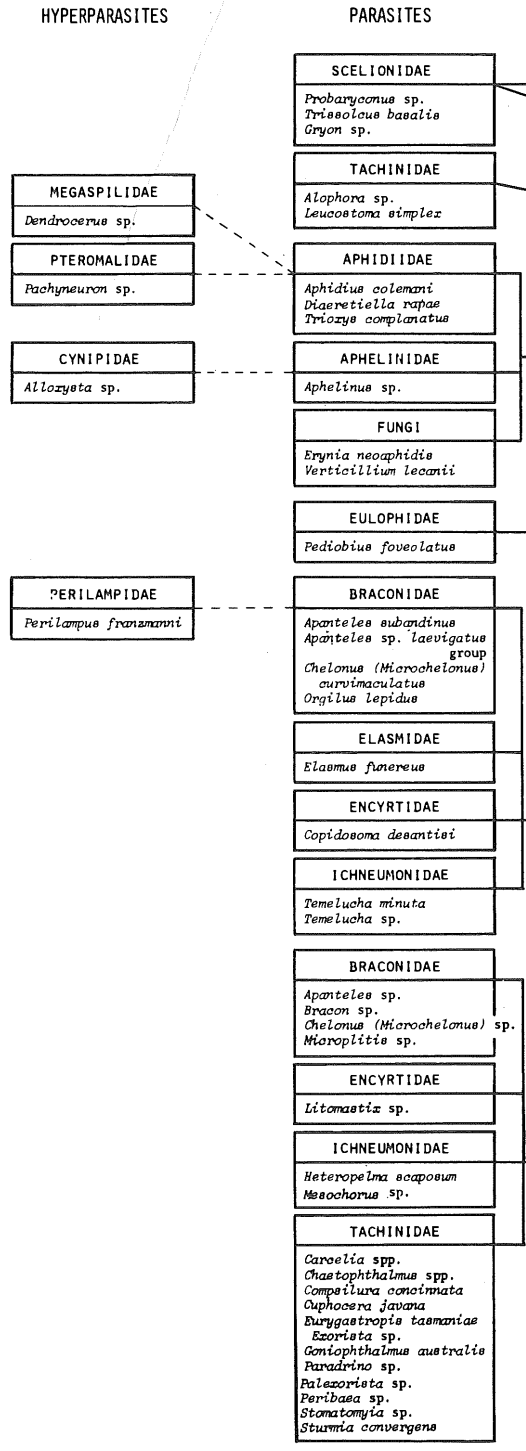 HYPERPARASITES
PARASITES
SCELIONIDAE
Probaryconus sp.
Trissolcus basalis
Gryon sp.
TACHINIDAE
Alophora sp.
Leucostoma simplex
MEGASPILIDAE
Dendrocerus sp.
PTEROMALIDAE
Pachyneuron sp.
APHIDIIDAE
Aphidius colemani
Diaeretiella rapae
Trioxys complanatus
CYNIPIDAE
Alloxysta sp.
APHELINIDAE
Aphelinus sp.
FUNGI
Erynia neoaphidis
Verticillium lecanii
EULOPHIDAE
Pediobius foveolatus
PERILAMPIDAE
Perilampus franzmanni
BRACONIDAE
Apanteles subandinus
Apanteles sp. laevigatus
group
Chelonus (Microchelonus)
curvimaculatus
Orgilus lepidus
ELASMIDAE
Elasmus funereus
ENCYRTIDAE
Copidosoma desantisi
ICHNEUMONIDAE
Temelucha minuta
Temelucha sp.
BRACONIDAE
Apanteles sp.
Bracon sp.
Chelonus (Microchelonus) sp.
Microplitis sp.
ENCYRTIDAE
Litomastix sp.
ICHNEUMONIDAE
Heteropelma scaposum
Mesochorus sp.
TACHINIDAE
Carcelia spp.
Chaetophthalmus spp.
Compsilura concinnata
Cuphocera javana
Eurygastropis tasmaniae
Exorista sp.
Goniophthalmus australis
Paradrino sp.
Palexorista sp.
Peribaea sp.
Stomatomyia sp.
Sturmia convergens